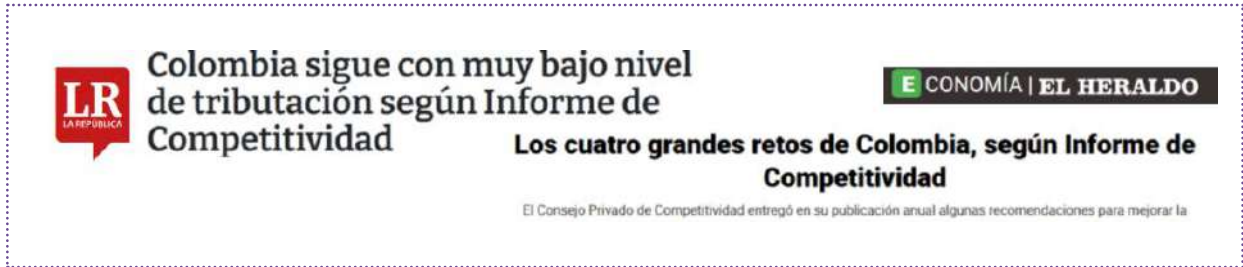 LR
LA REPÚBLICA
Colombia sigue con muy bajo nivel
de tributación según Informe de
Competitividad
E CONOMÍA | EL HERALDO
Los cuatro grandes retos de Colombia, según Informe de
Competitividad
El Consejo Privado de Competitividad entregó en su publicación anual algunas recomendaciones para mejorar la